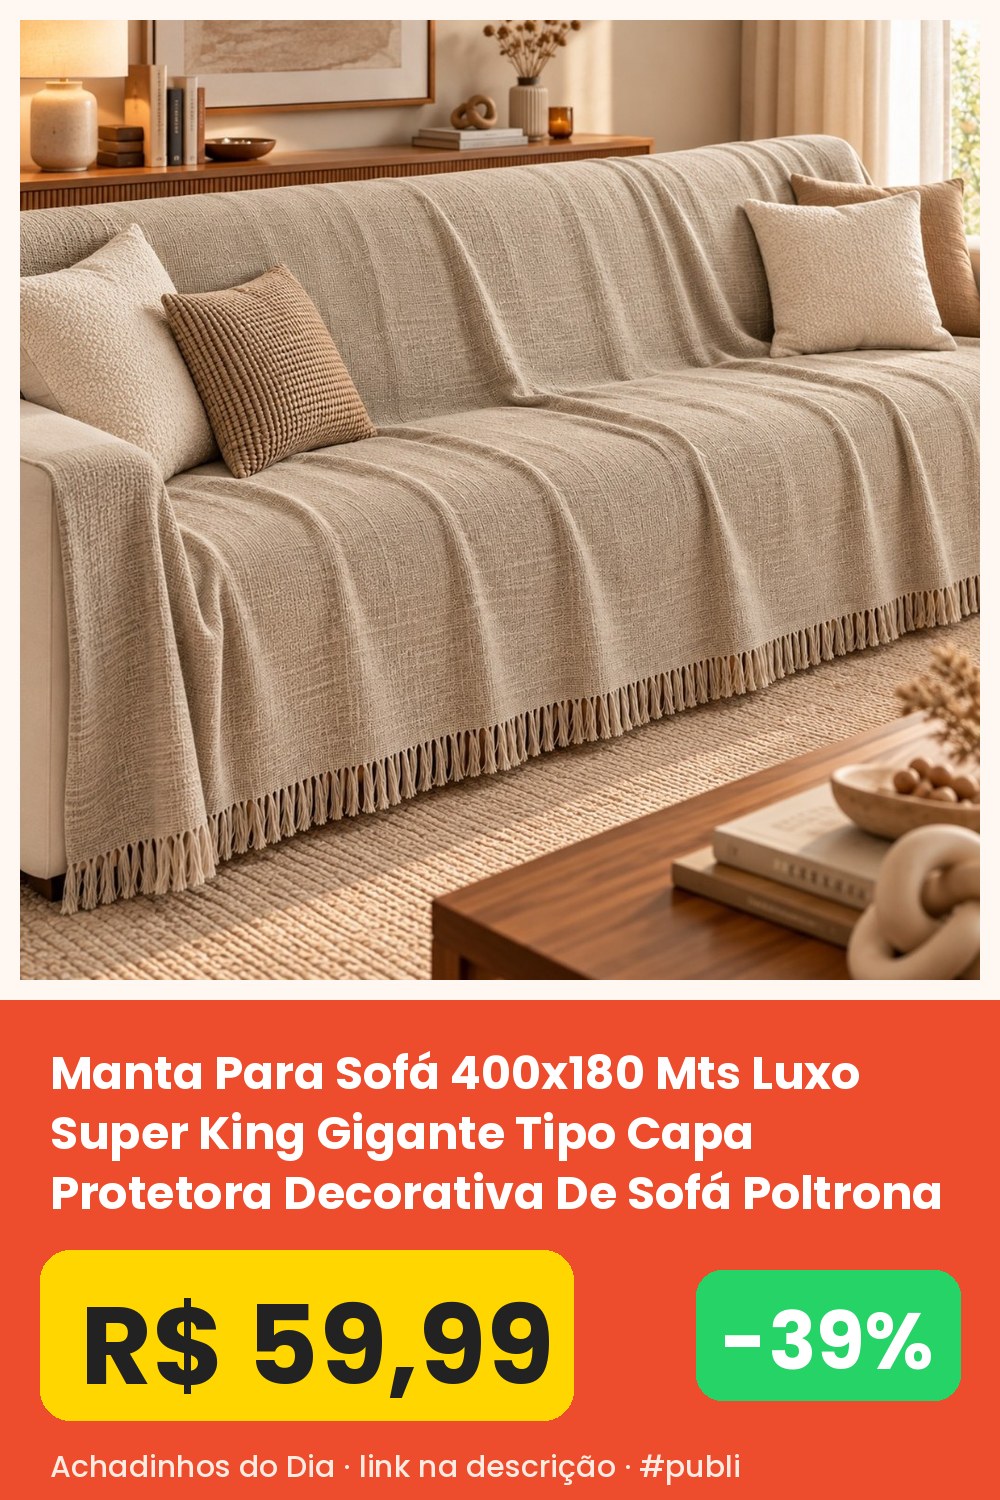 Manta Para Sofá 400x180 Mts Luxo
Super King Gigante Tipo Capa
Protetora Decorativa De Sofá Poltrona
R$ 59,99
-39%
Achadinhos do Dia · link na descrição · #publi